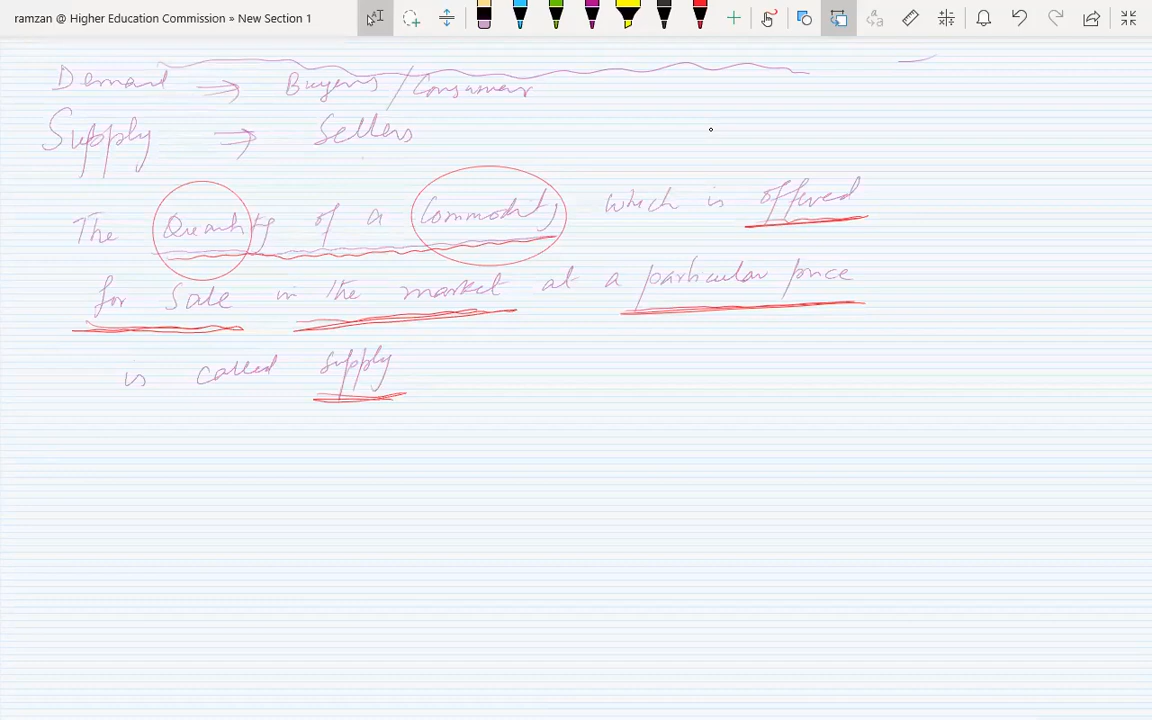 ramzan @ Higher Education Commission » New Section 1
Demand → Buyers/Consumers
Supply → Sellers
The Quantity of a Commodity which is offered
for Sale in the market at a particular price
is called supply